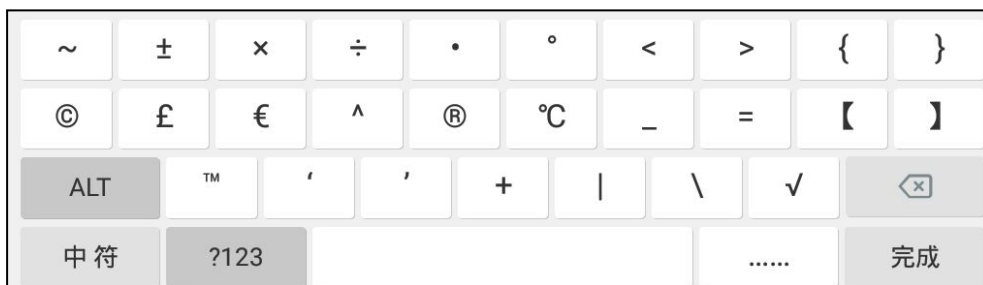 ~ ± × ÷ • ° < > { }
© £ € ^ ® ℃ _ = 【 】
ALT ™ ‘ ’ + | \ √
中符 ?123 …… 完成